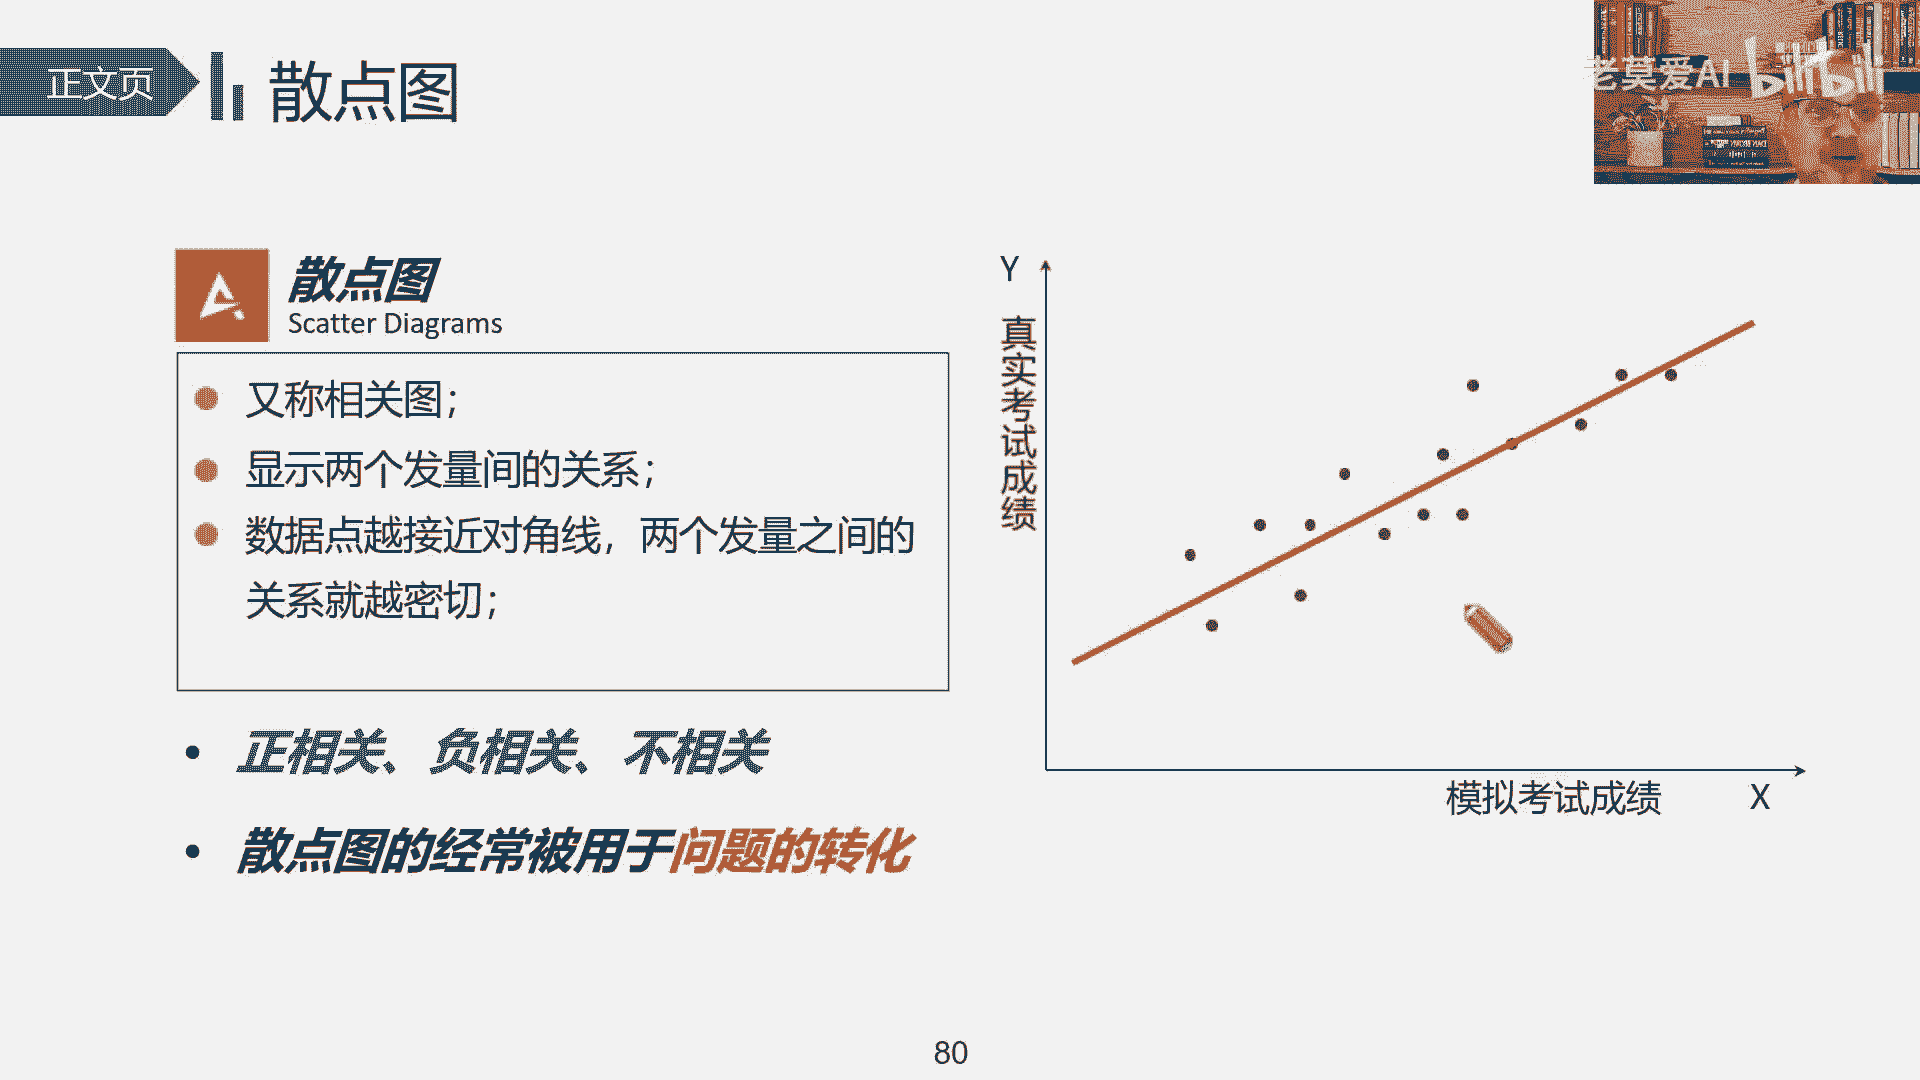 正文页
散点图
老莫爱AI
bilibili
散点图
Scatter Diagrams
又称相关图；
显示两个发量间的关系；
数据点越接近对角线，两个发量之间的
关系就越密切；
正相关、负相关、不相关
散点图的经常被用于问题的转化
Y
真实考试成绩
模拟考试成绩
X
80